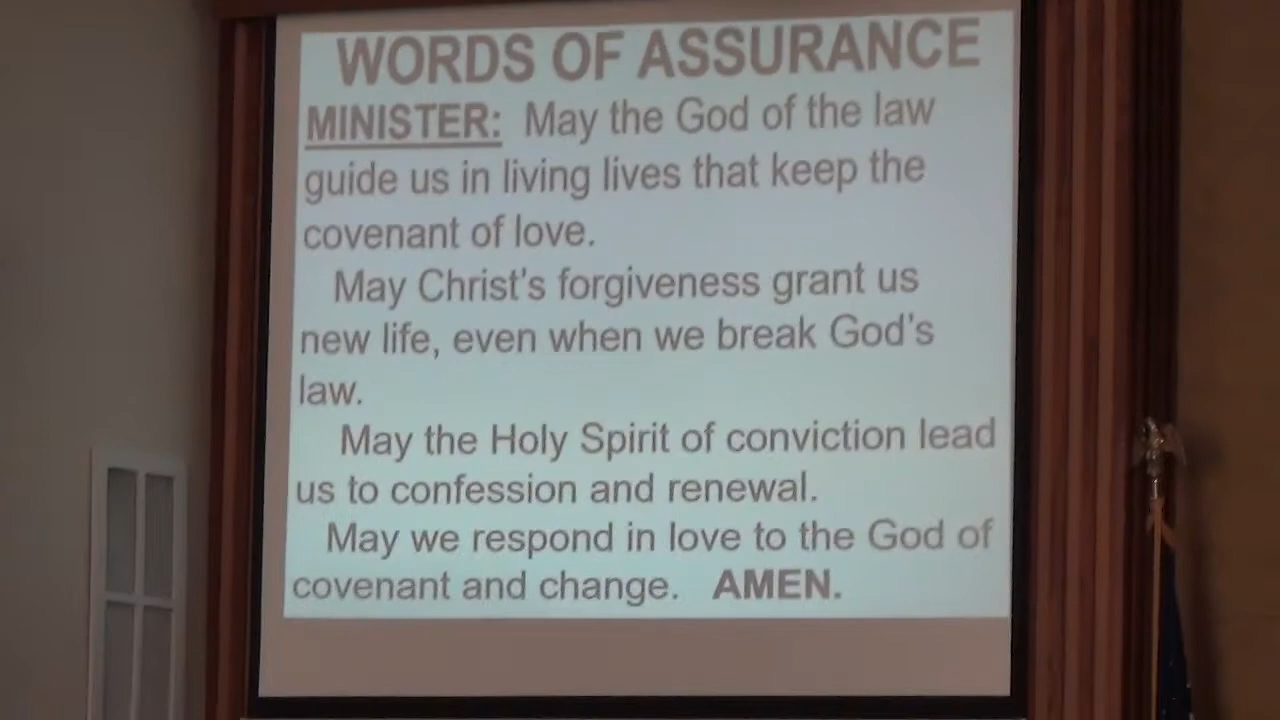 WORDS OF ASSURANCE
MINISTER: May the God of the law
guide us in living lives that keep the
covenant of love.
May Christ's forgiveness grant us
new life, even when we break God's
law.
May the Holy Spirit of conviction lead
us to confession and renewal.
May we respond in love to the God of
covenant and change. AMEN.